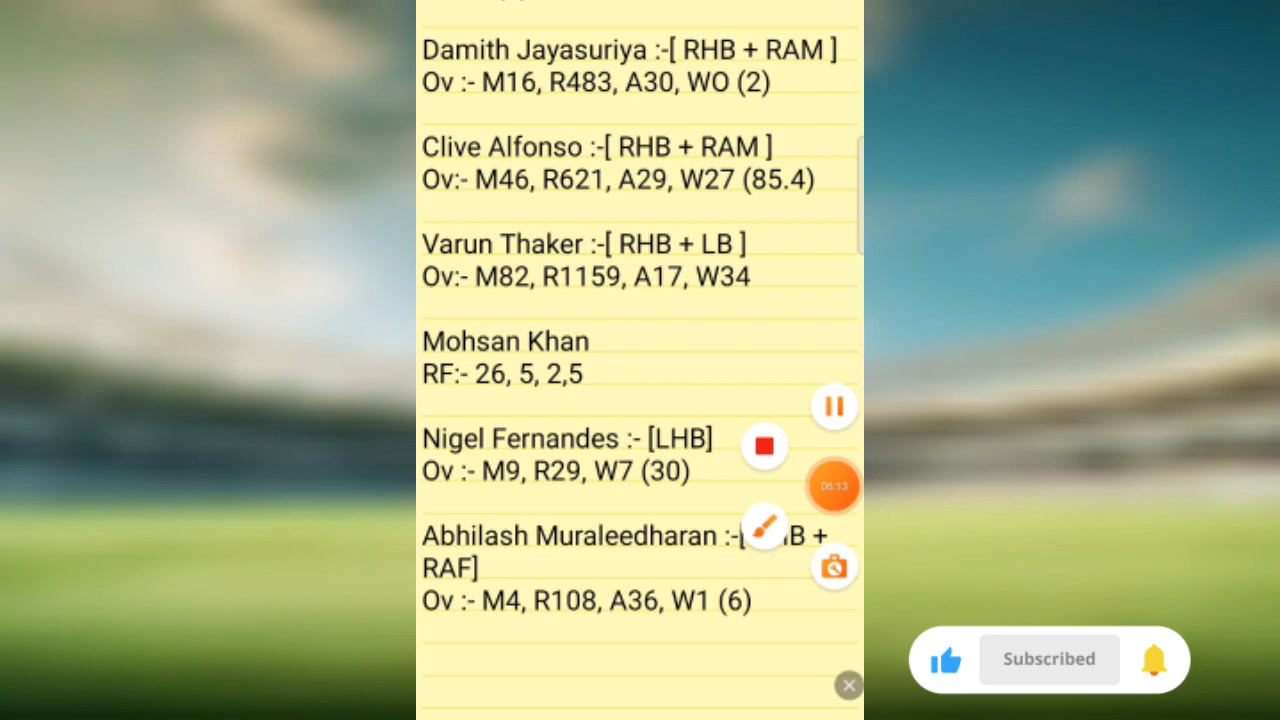 Damith Jayasuriya :-[ RHB + RAM ]
Ov :- M16, R483, A30, WO (2)
Clive Alfonso :-[ RHB + RAM ]
Ov:- M46, R621, A29, W27 (85.4)
Varun Thaker :-[ RHB + LB ]
Ov:- M82, R1159, A17, W34
Mohsan Khan
RF:- 26, 5, 2,5
Nigel Fernandes :- [LHB]
Ov :- M9, R29, W7 (30)
06:13
Abhilash Muraleedharan :-[ B +
RAF]
Ov :- M4, R108, A36, W1 (6)
Subscribed